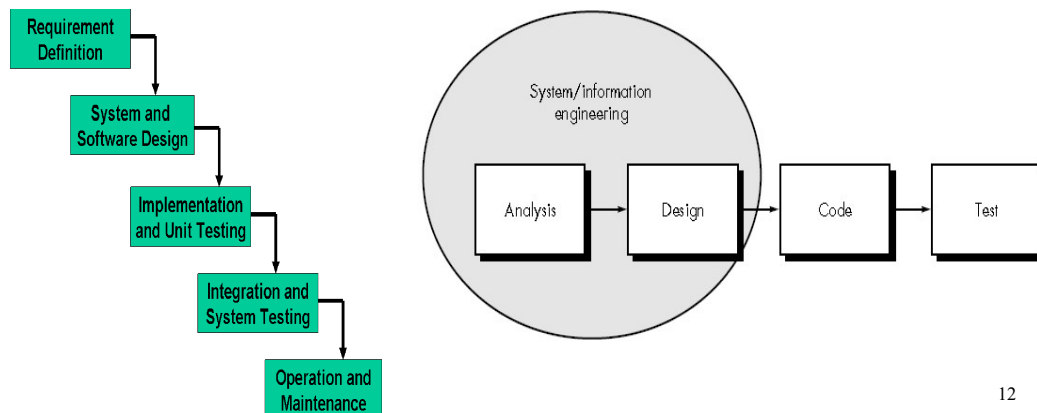 Requirement
Definition
System and
Software Design
Implementation
and Unit Testing
Integration and
System Testing
Operation and
Maintenance
System/information
engineering
Analysis
Design
Code
Test
12